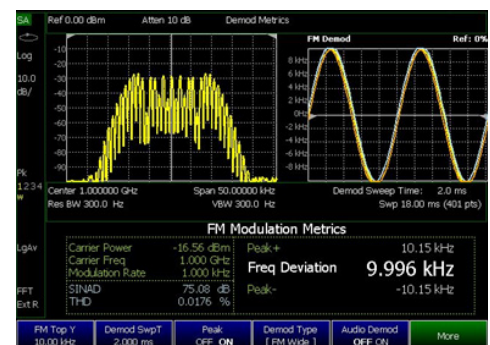 SA Ref 0.00 dBm Atten 10 dB Demod Metrics
FM Demod Ref: 0%
Log
10.0
dB/
-10
-20
-30
-40
-50
-60
-70
-80
-90
8 kHz
6 kHz
4 kHz
2 kHz
0Hz
-2 kHz
-4 kHz
-6 kHz
-8 kHz
Pk
1234
W
Center 1.000000 GHz Span 50.00000 kHz
Res BW 300.0 Hz VBW 300.0 Hz
Demod Sweep Time: 2.0 ms
Swp 18.00 ms (401 pts)
FM Modulation Metrics
LgAv
Carrier Power -16.56 dBm
Carrier Freq 1.000 GHz
Modulation Rate 1.000 kHz
SINAD 75.08 dB
THD 0.0176 %
Peak+ 10.15 kHz
Freq Deviation 9.996 kHz
Peak- -10.15 kHz
FFT
Ext R
FM Top Y
10.00 kHz
Demod SwpT
2.000 ms
Peak
OFF ON
Demod Type
[ FM Wide ]
Audio Demod
OFF ON
More